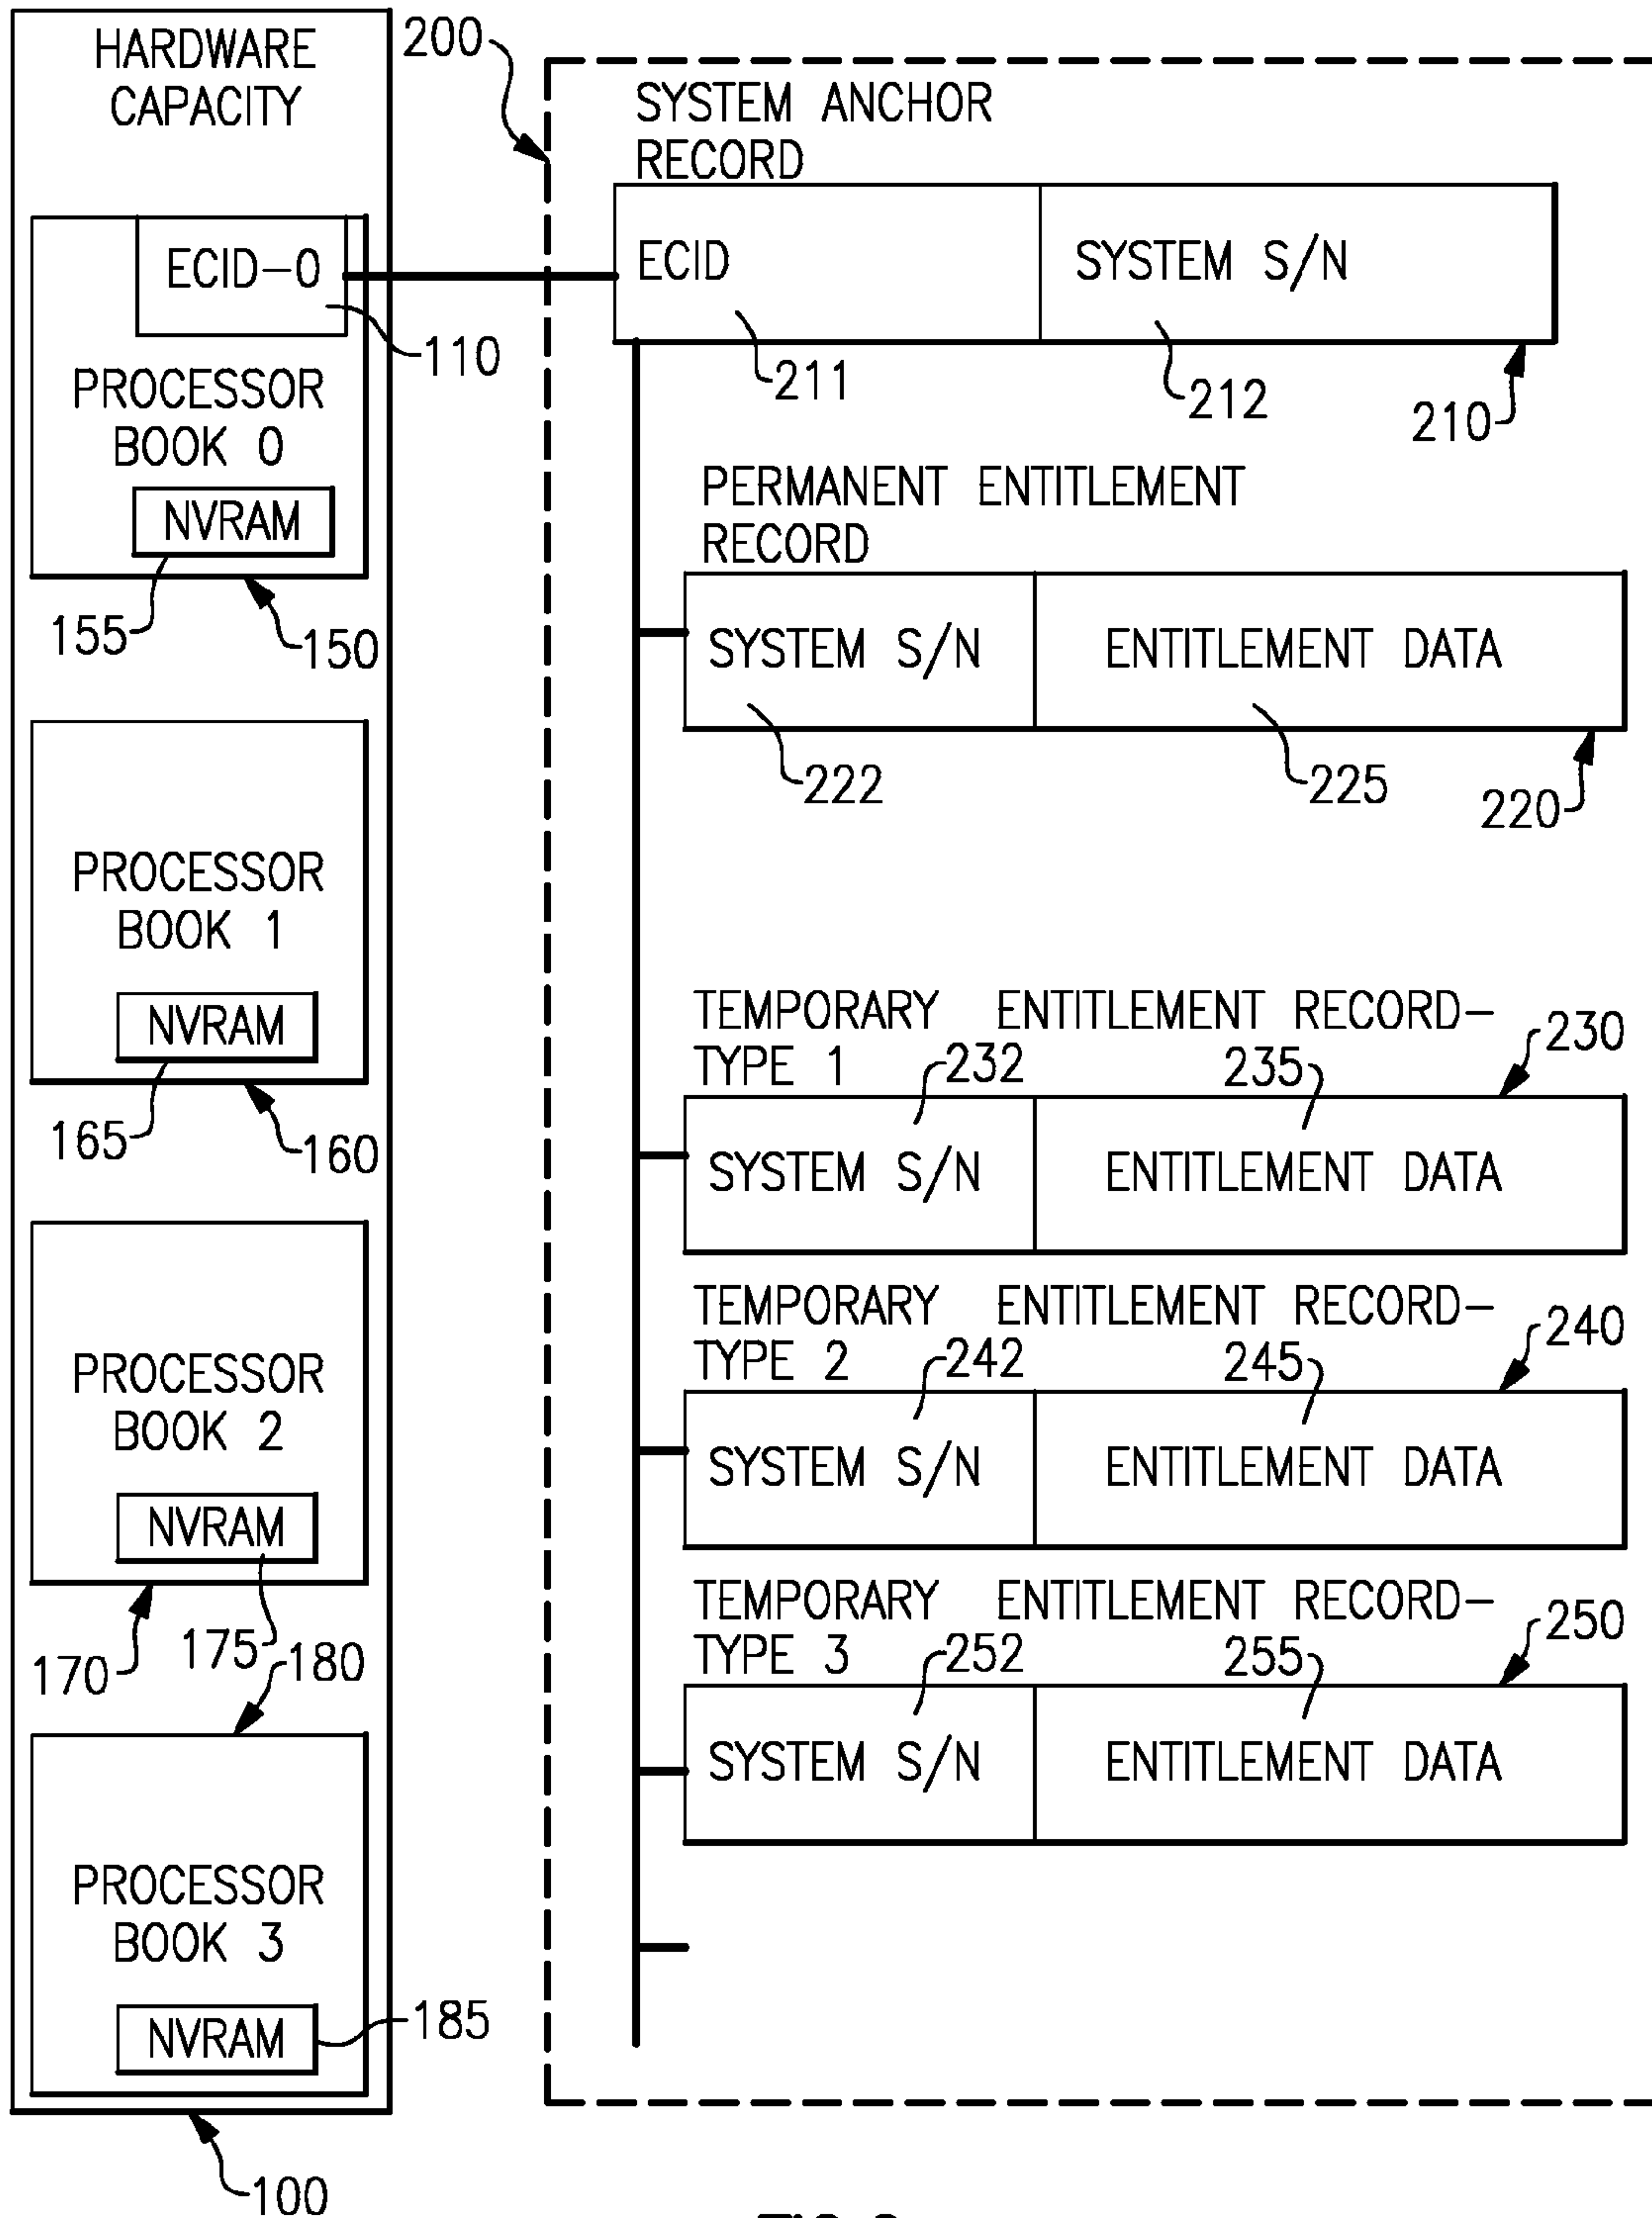 HARDWARE
CAPACITY
ECID-0
110
PROCESSOR
BOOK 0
NVRAM
155
150
PROCESSOR
BOOK 1
NVRAM
165
160
PROCESSOR
BOOK 2
NVRAM
170
175
180
PROCESSOR
BOOK 3
NVRAM
185
100
200
SYSTEM ANCHOR
RECORD
ECID
SYSTEM S/N
211
212
210
PERMANENT ENTITLEMENT
RECORD
SYSTEM S/N
ENTITLEMENT DATA
222
225
220
TEMPORARY ENTITLEMENT RECORD-
TYPE 1
232
235
230
SYSTEM S/N
ENTITLEMENT DATA
TEMPORARY ENTITLEMENT RECORD-
TYPE 2
242
245
240
SYSTEM S/N
ENTITLEMENT DATA
TEMPORARY ENTITLEMENT RECORD-
TYPE 3
252
255
250
SYSTEM S/N
ENTITLEMENT DATA